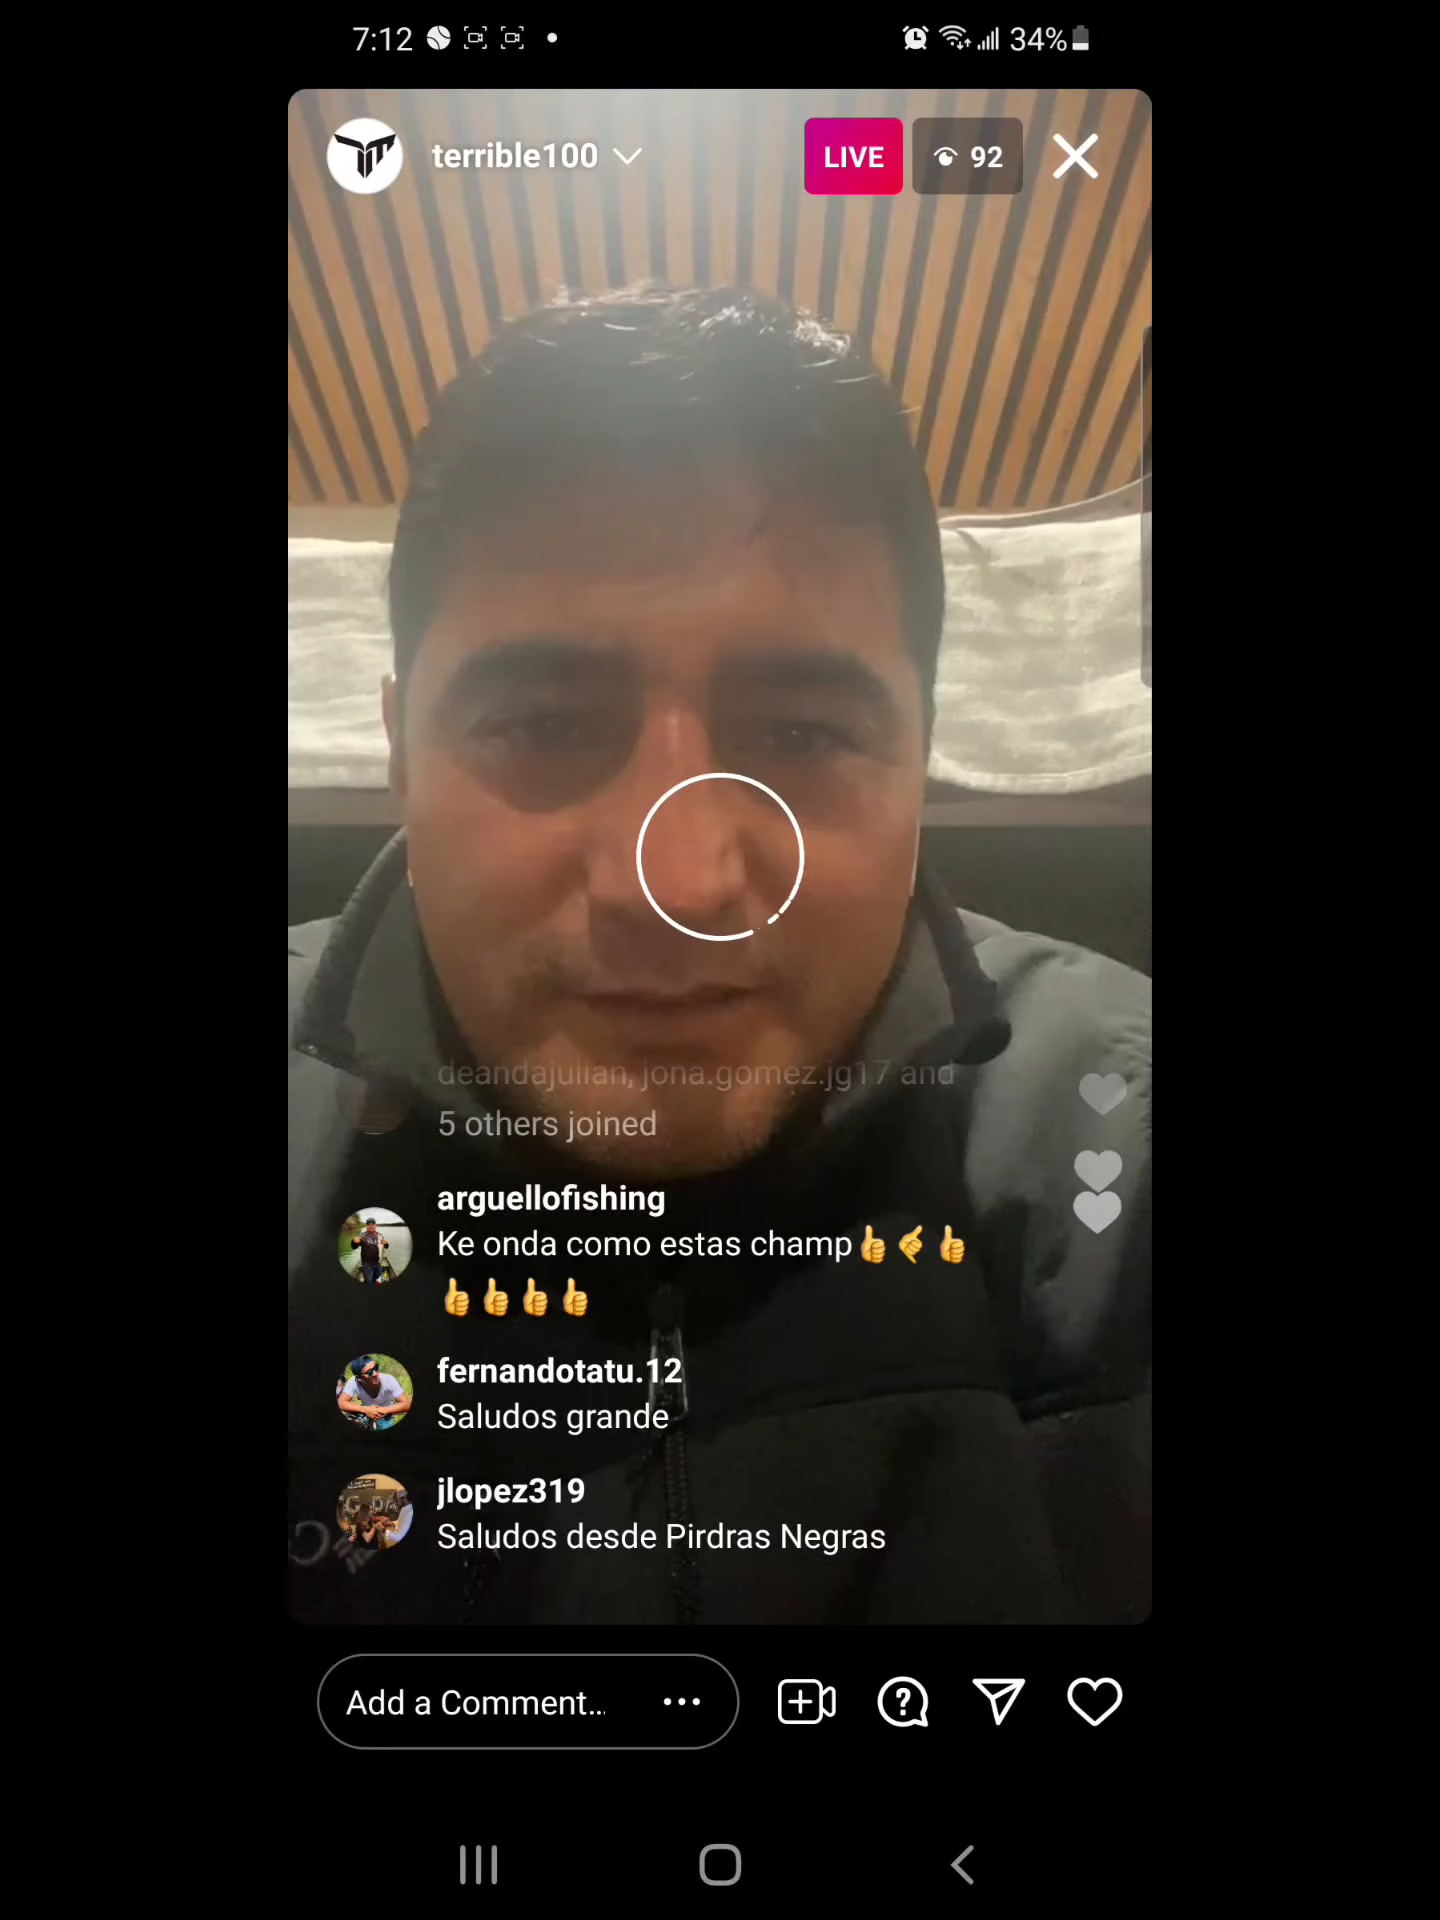 7:12
34%
terrible100
LIVE
92
deandajulian, jona.gomez.jg17 and
5 others joined
arguellofishing
Ke onda como estas champ👍🤙👍
👍👍👍👍
fernandotatu.12
Saludos grande
jlopez319
Saludos desde Pirdras Negras
Add a Comment...